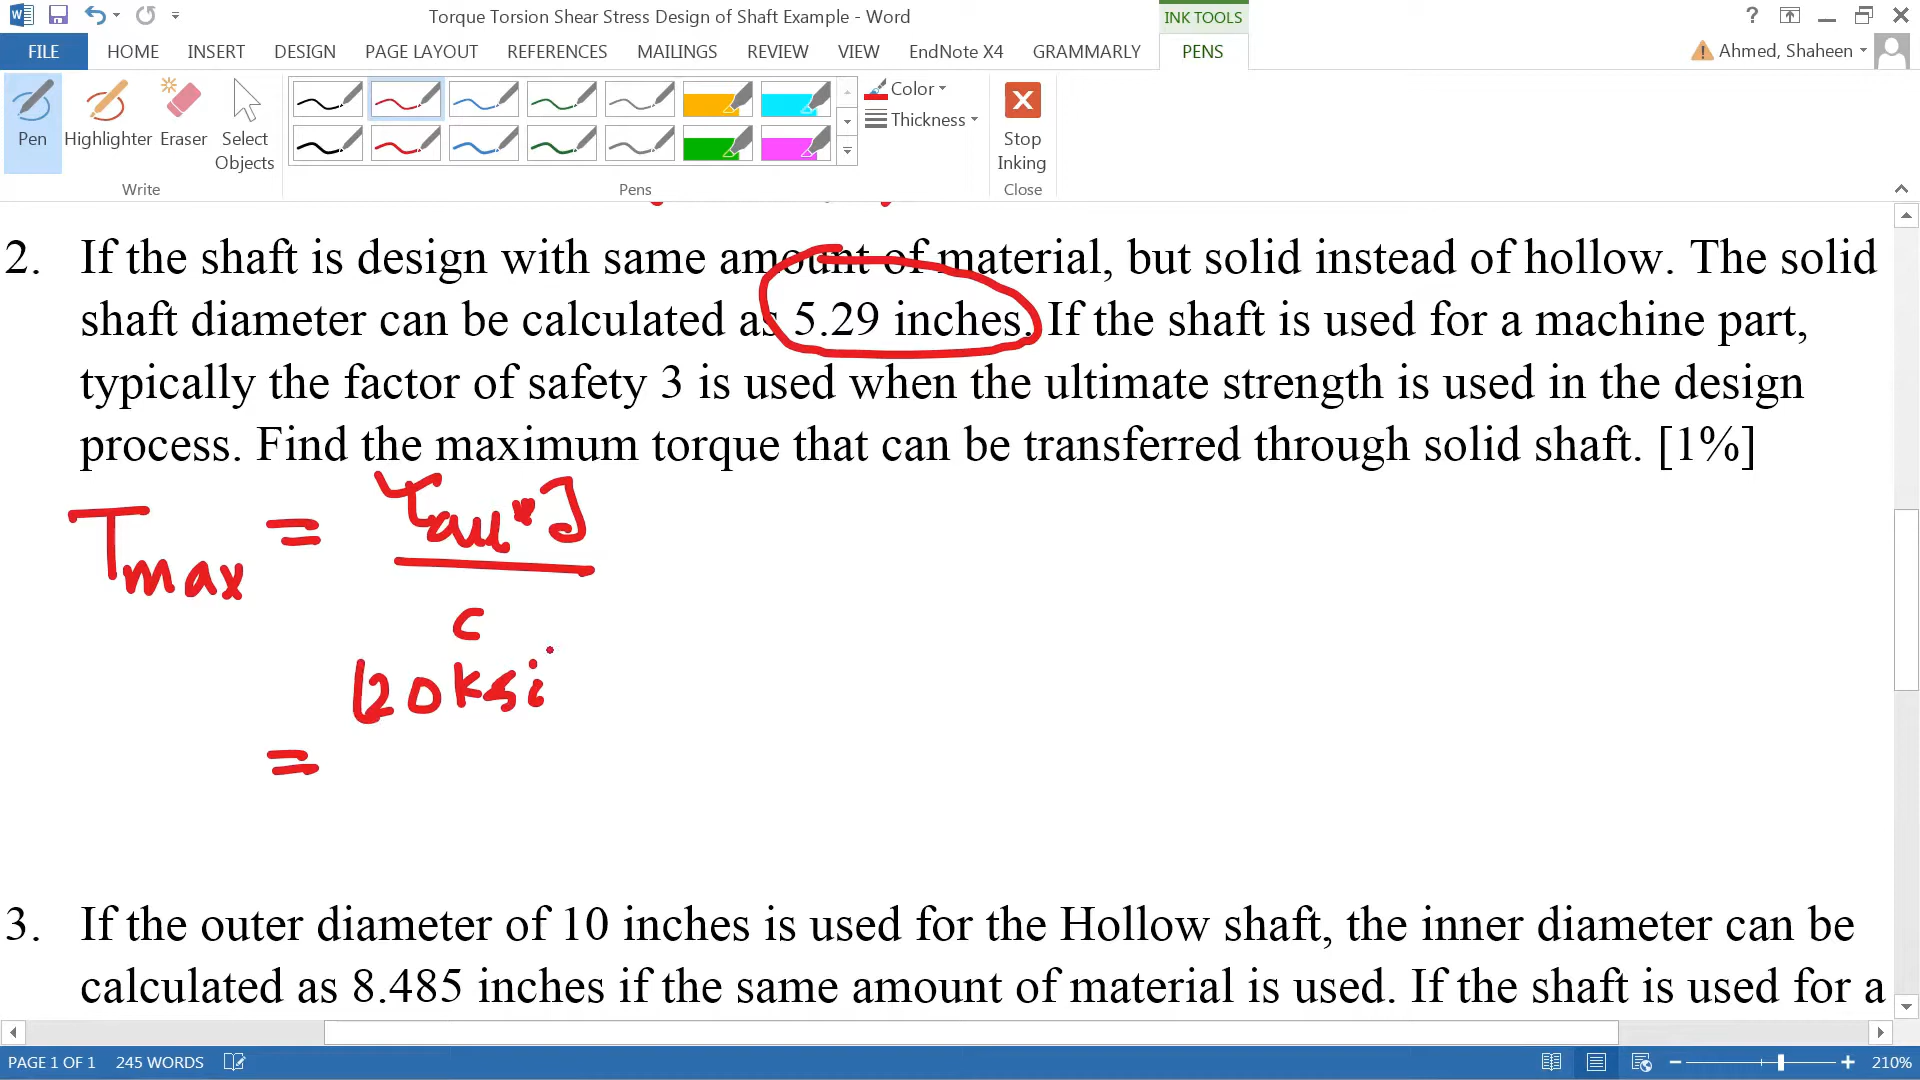 Torque Torsion Shear Stress Design of Shaft Example - Word
INK TOOLS
?
FILE HOME INSERT DESIGN PAGE LAYOUT REFERENCES MAILINGS REVIEW VIEW EndNote X4 GRAMMARLY PENS
Ahmed, Shaheen
Pen Highlighter Eraser Select Objects
Color
Thickness
Stop Inking
Write Pens Close
2. If the shaft is design with same amount of material, but solid instead of hollow. The solid
shaft diameter can be calculated as 5.29 inches. If the shaft is used for a machine part,
typically the factor of safety 3 is used when the ultimate strength is used in the design
process. Find the maximum torque that can be transferred through solid shaft. [1%]
Tmax = τall*J
c
120ksi
=
3. If the outer diameter of 10 inches is used for the Hollow shaft, the inner diameter can be
calculated as 8.485 inches if the same amount of material is used. If the shaft is used for a
PAGE 1 OF 1 245 WORDS 210%